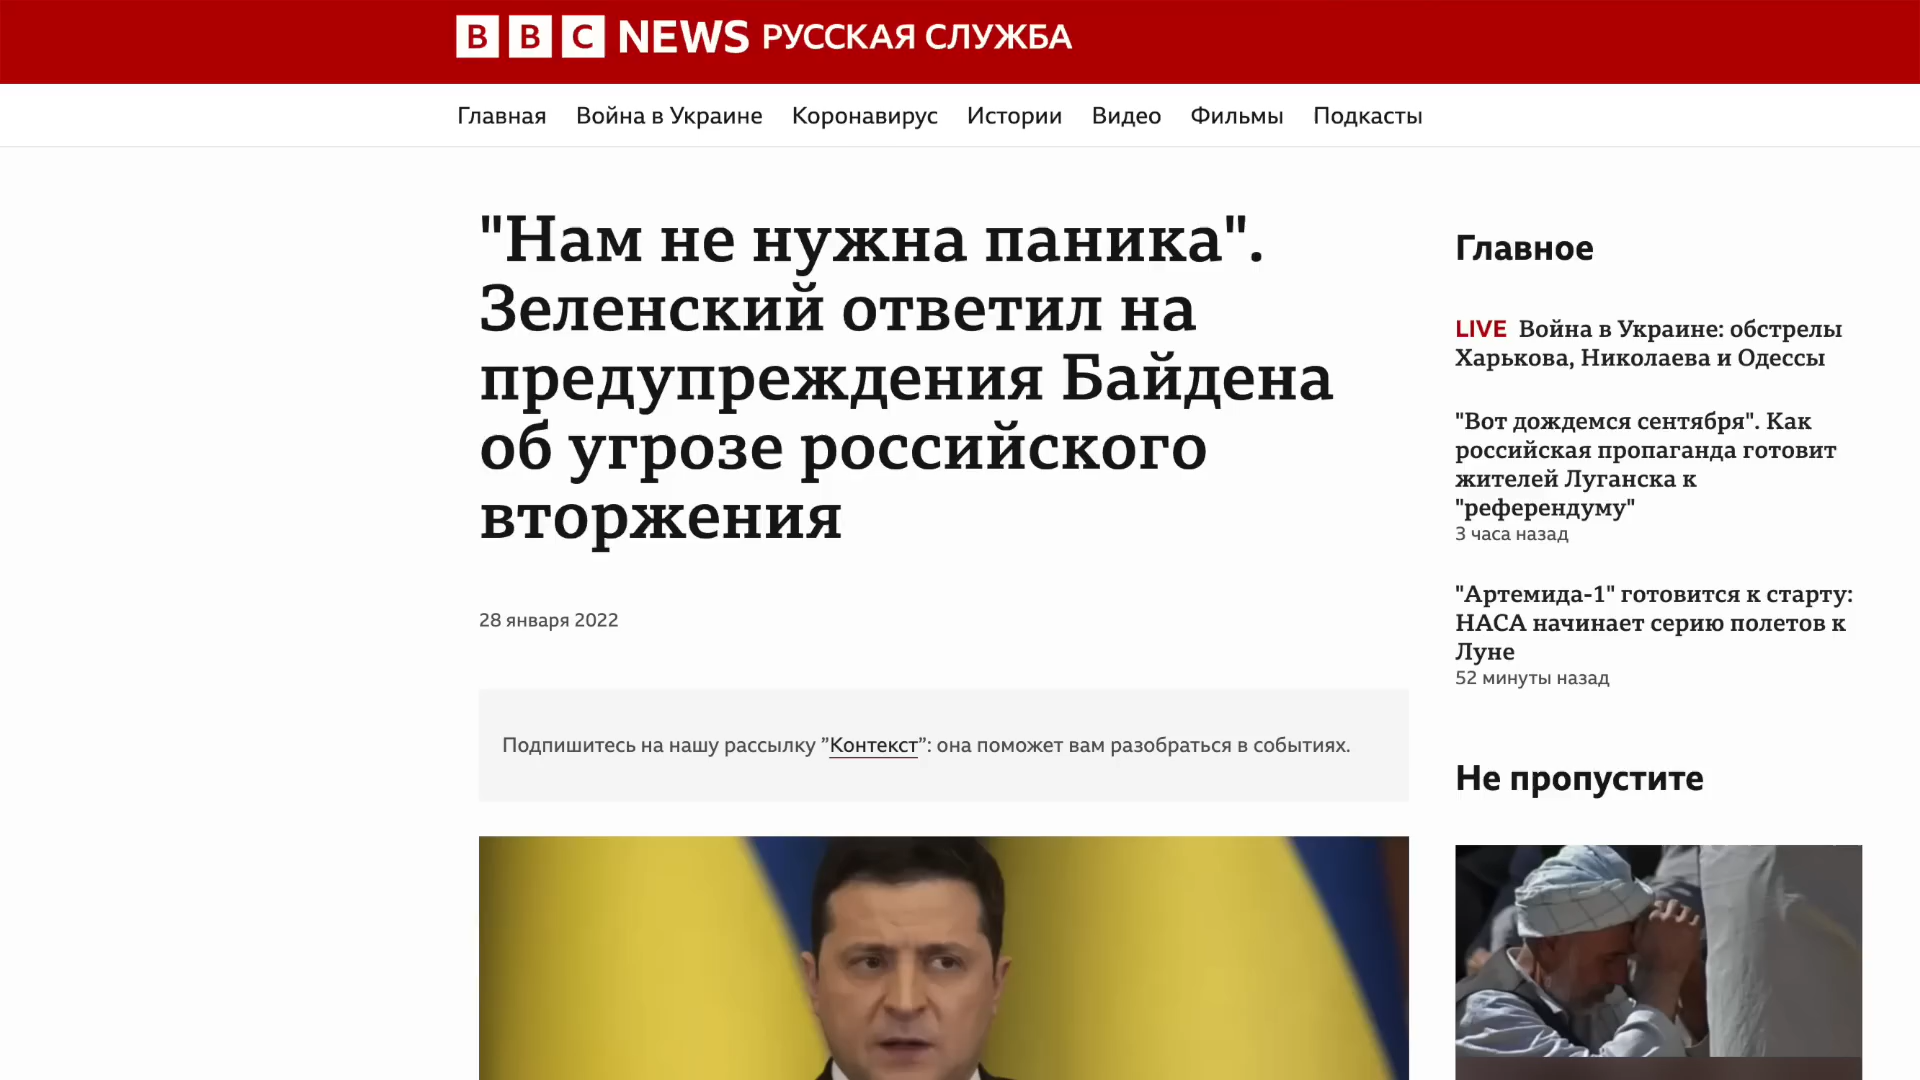 BBC NEWS РУССКАЯ СЛУЖБА
Главная Война в Украине Коронавирус Истории Видео Фильмы Подкасты
"Нам не нужна паника".
Зеленский ответил на
предупреждения Байдена
об угрозе российского
вторжения
28 января 2022
Подпишитесь на нашу рассылку ”Контекст”: она поможет вам разобраться в событиях.
Главное
LIVE Война в Украине: обстрелы
Харькова, Николаева и Одессы
"Вот дождемся сентября". Как
российская пропаганда готовит
жителей Луганска к
"референдуму"
3 часа назад
"Артемида-1" готовится к старту:
НАСА начинает серию полетов к
Луне
52 минуты назад
Не пропустите